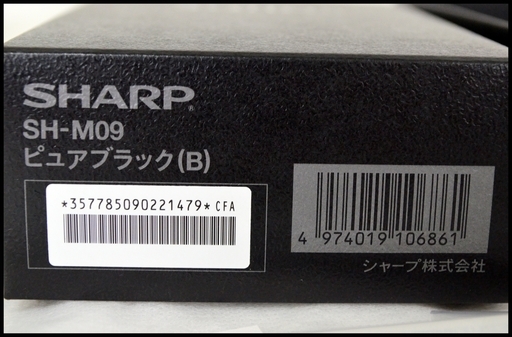 SHARP
SH-M09
ピュアブラック(B)
*357785090221479* CFA
4 974019 106861
シャープ株式会社